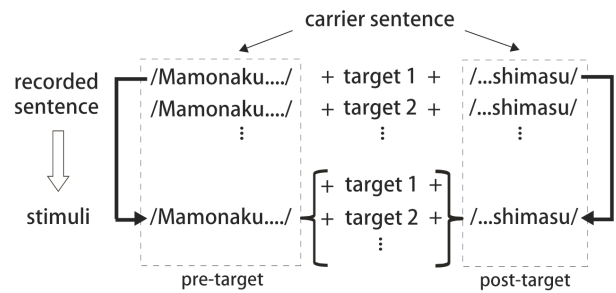 carrier sentence
recorded sentence
/Mamonaku..../ + target 1 + /...shimasu/
/Mamonaku..../ + target 2 + /...shimasu/
⋮ ⋮ ⋮
+ target 1 +
stimuli /Mamonaku..../ + target 2 + /...shimasu/
⋮
pre-target post-target